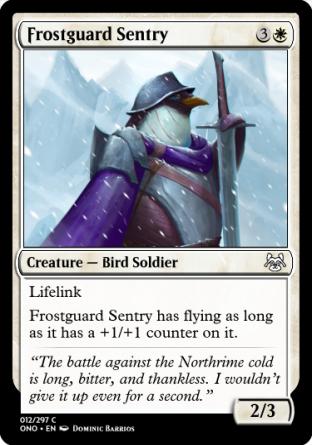 Frostguard Sentry 3
Creature — Bird Soldier
Lifelink
Frostguard Sentry has flying as long
as it has a +1/+1 counter on it.
“The battle against the Northrime cold
is long, bitter, and thankless. I wouldn’t
give it up even for a second.”
2/3
012/297 C
ONO • EN Dominic Barrios